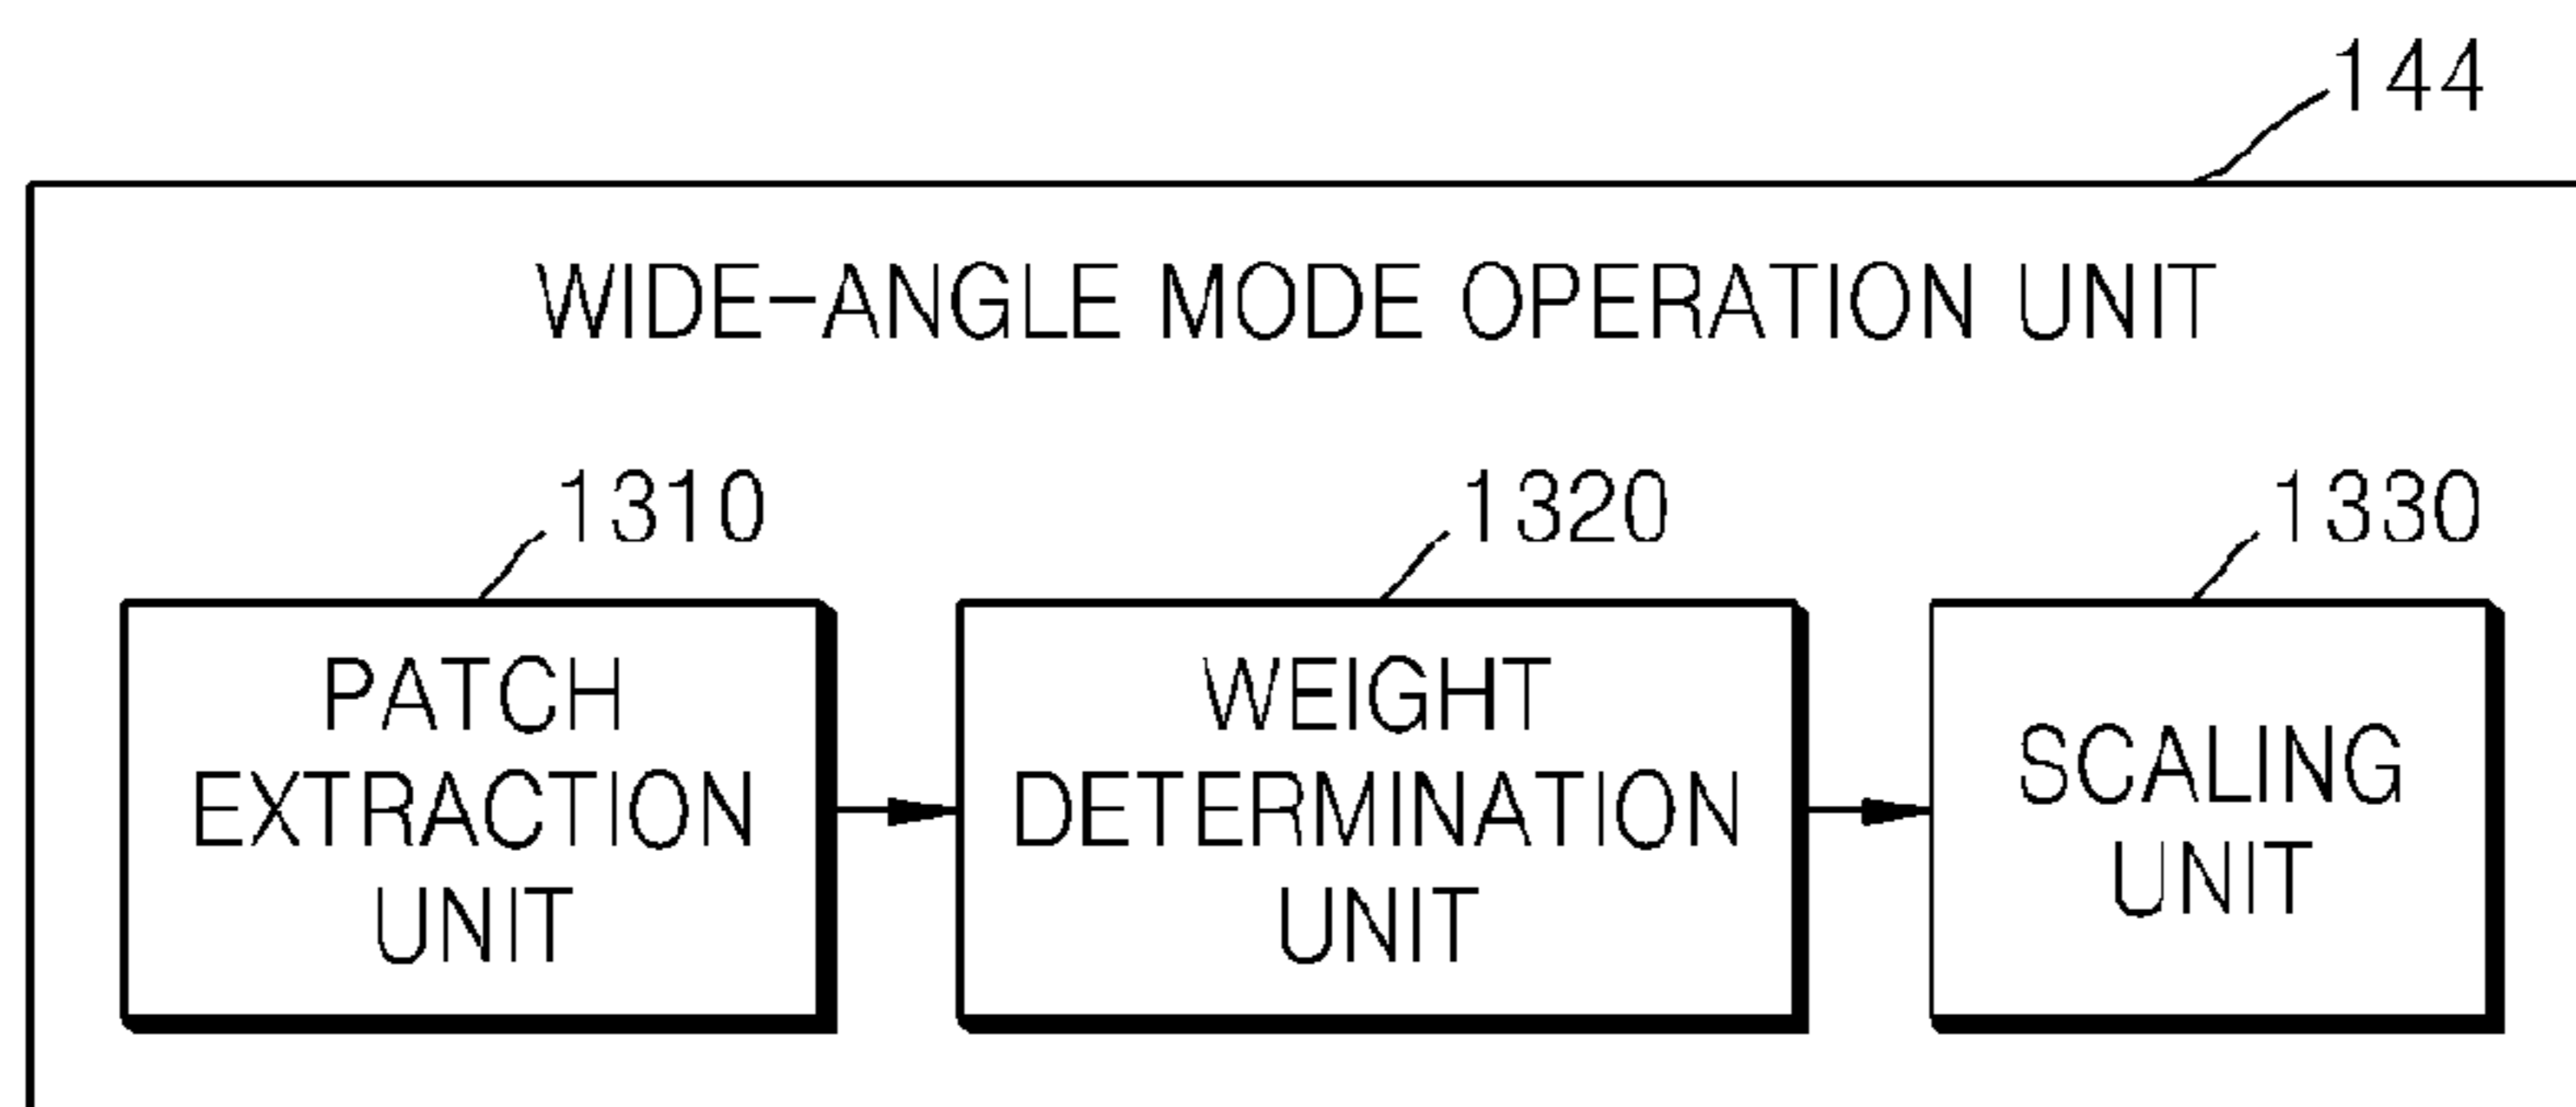 144
WIDE-ANGLE MODE OPERATION UNIT
1310
1320
1330
PATCH
EXTRACTION
UNIT
WEIGHT
DETERMINATION
UNIT
SCALING
UNIT